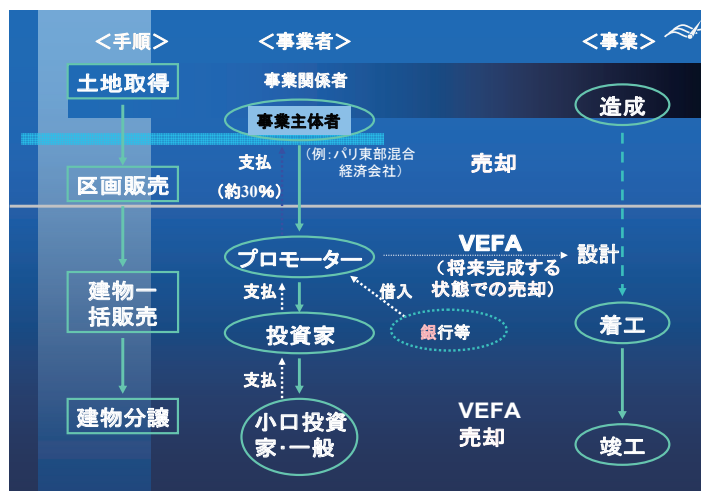 ＜手順＞
＜事業者＞
＜事業＞
土地取得
事業関係者
造成
事業主体者
支払
（約30％）
（例：パリ東部混合
経済会社）
売却
区画販売
プロモーター
VEFA
（将来完成する
状態での売却）
設計
建物一
括販売
支払
借入
投資家
銀行等
着工
支払
建物分譲
小口投資
家・一般
VEFA
売却
竣工